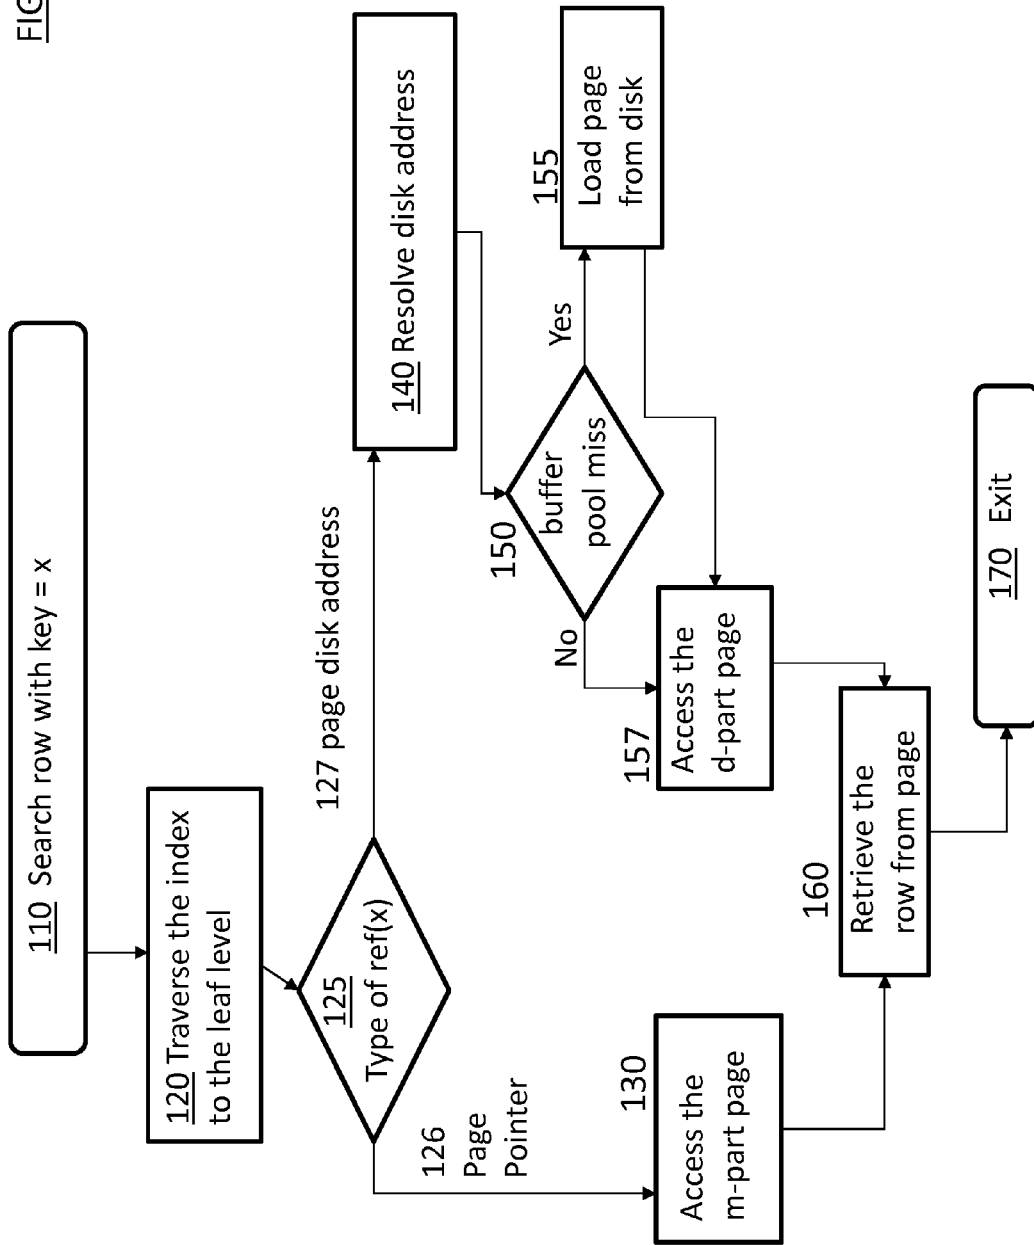 FIG
110 Search row with key = x
120 Traverse the index
to the leaf level
125
Type of ref(x)
127 page disk address
126
Page
Pointer
140 Resolve disk address
130
Access the
m-part page
150
buffer
pool miss
Yes
No
155
Load page
from disk
157
Access the
d-part page
160
Retrieve the
row from page
170 Exit